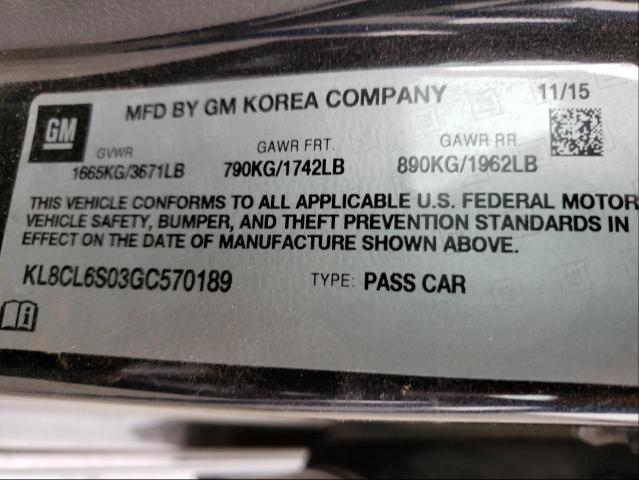 MFD BY GM KOREA COMPANY 11/15
GM
GVWR GAWR FRT. GAWR RR.
1665KG/3671LB 790KG/1742LB 890KG/1962LB
THIS VEHICLE CONFORMS TO ALL APPLICABLE U.S. FEDERAL MOTOR
VEHICLE SAFETY, BUMPER, AND THEFT PREVENTION STANDARDS IN
EFFECT ON THE DATE OF MANUFACTURE SHOWN ABOVE.
KL8CL6S03GC570189 TYPE: PASS CAR